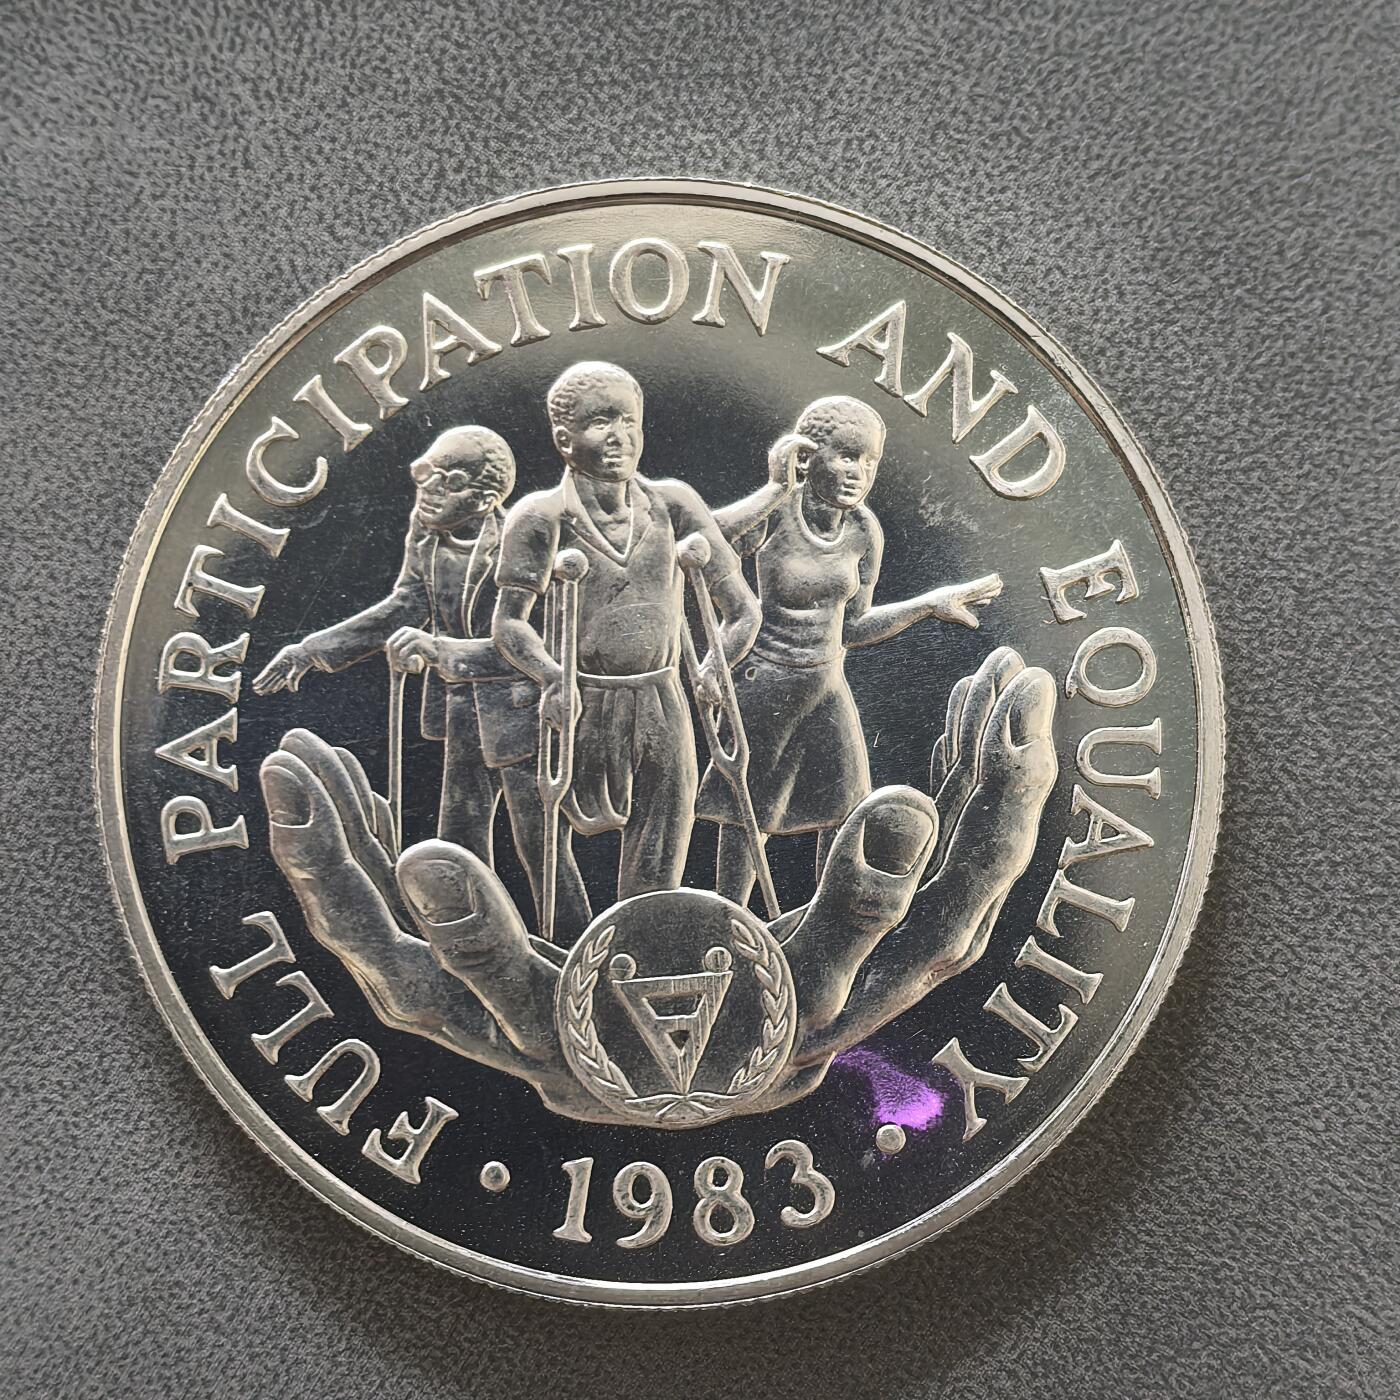 FULL PARTICIPATION AND EQUALITY
• 1983 •